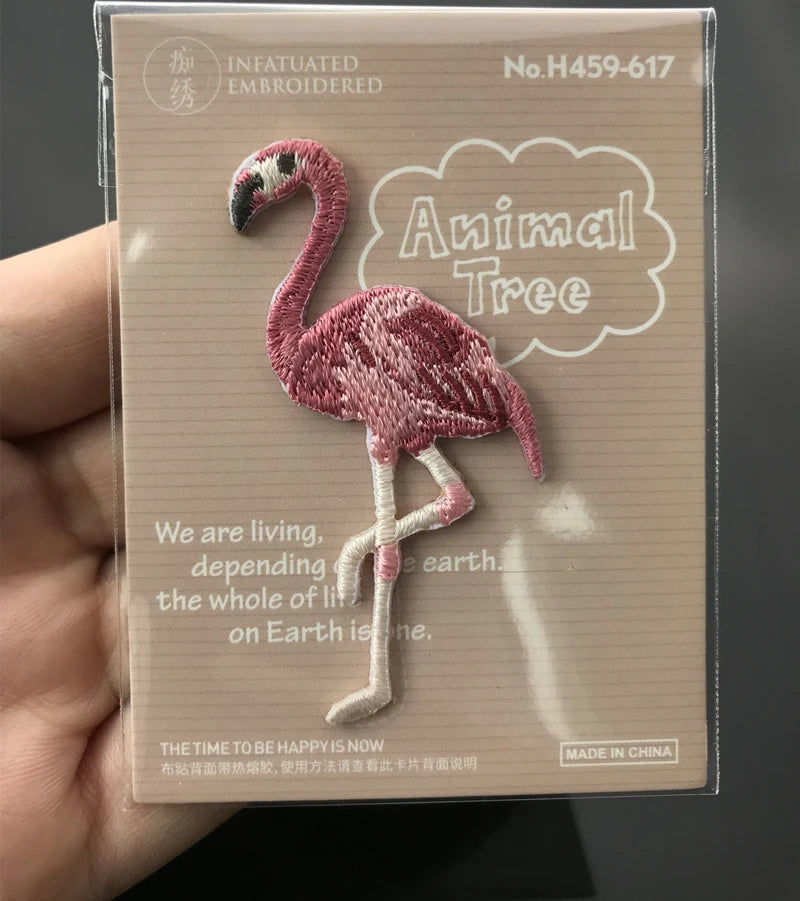 痴
绣
INFATUATED
EMBROIDERED
No.H459-617
Animal
Tree
We are living,
depending e earth.
the whole of li
on Earth is ne.
THE TIME TO BE HAPPY IS NOW
布贴背面带热熔胶,使用方法请查看此卡片背面说明
MADE IN CHINA